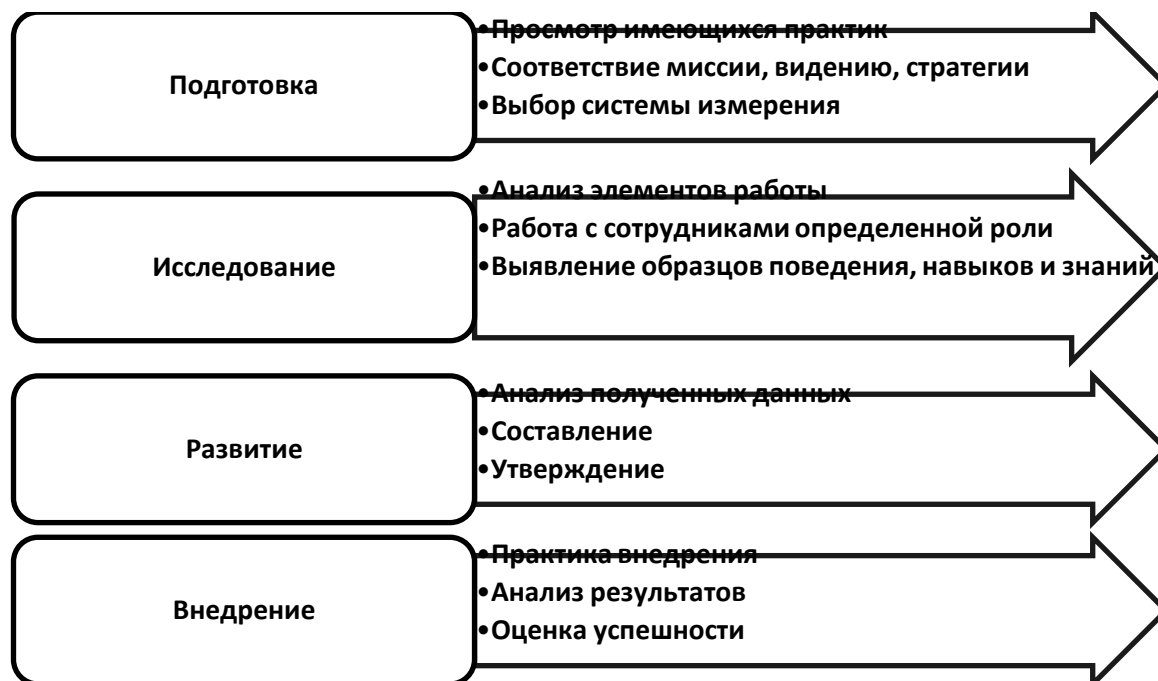 Подготовка
•Просмотр имеющихся практик
•Соответствие миссии, видению, стратегии
•Выбор системы измерения
Исследование
•Анализ элементов работы
•Работа с сотрудниками определенной роли
•Выявление образцов поведения, навыков и знаний
Развитие
•Анализ полученных данных
•Составление
•Утверждение
Внедрение
•Практика внедрения
•Анализ результатов
•Оценка успешности